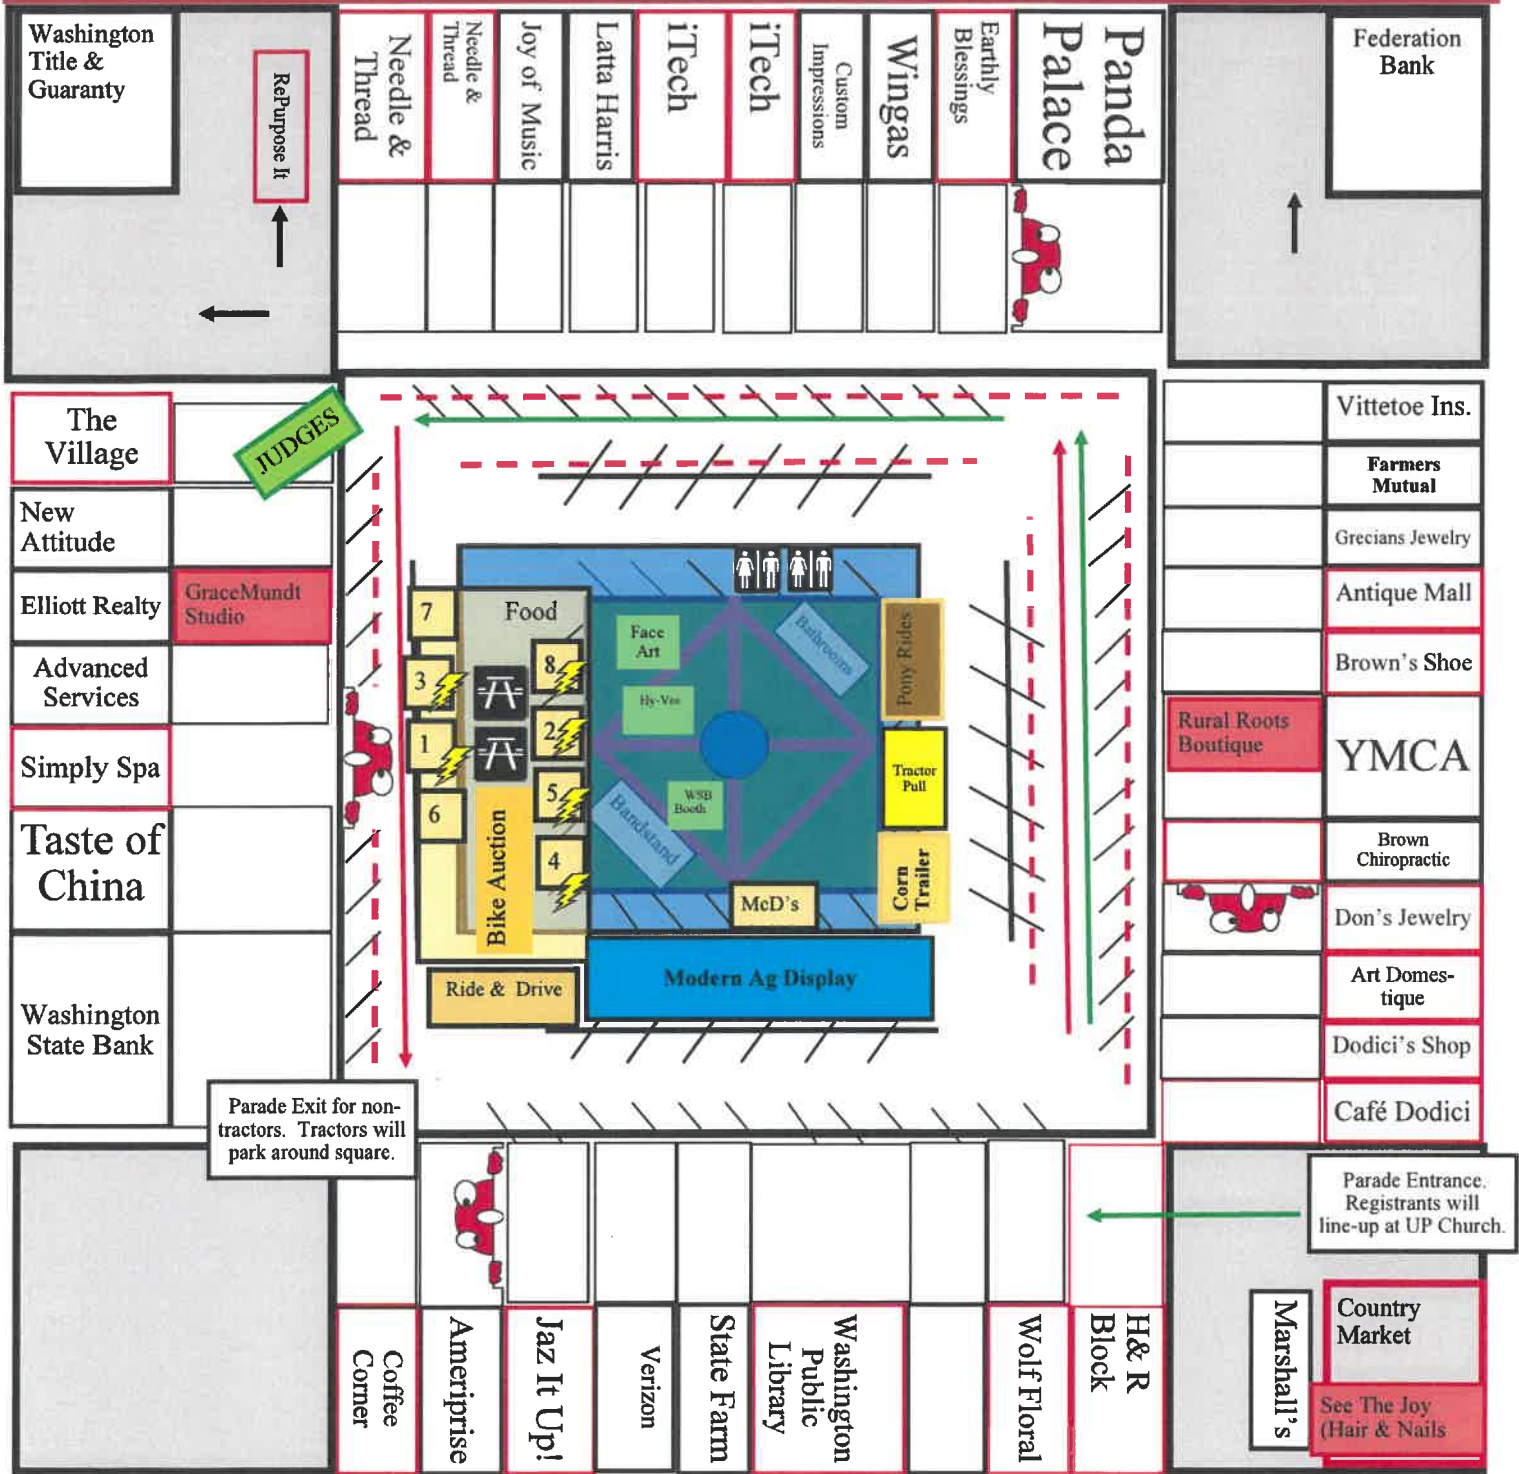 Washington
Title &
Guaranty
RePurpose It
Needle &
Thread
Needle &
Thread
Joy of Music
Latta Harris
iTech
iTech
Custom
Impressions
Wingas
Earthly
Blessings
Panda
Palace
Federation
Bank
The
Village
New
Attitude
Elliott Realty
GraceMundt
Studio
Advanced
Services
Simply Spa
Taste of
China
Washington
State Bank
JUDGES
7
Food
3
8
1
2
6
5
4
Bike Auction
Face
Art
Hy-Vee
Bathrooms
Pony Rides
Tractor
Pull
WSB
Booth
Bandstand
McD's
Corn
Trailer
Ride & Drive
Modern Ag Display
Vittetoe Ins.
Farmers
Mutual
Grecians Jewelry
Antique Mall
Brown's Shoe
Rural Roots
Boutique
YMCA
Brown
Chiropractic
Don's Jewelry
Art Domes-
tique
Dodici's Shop
Café Dodici
Parade Exit for non-
tractors. Tractors will
park around square.
Parade Entrance.
Registrants will
line-up at UP Church.
Coffee
Corner
Ameriprise
Jaz It Up!
Verizon
State Farm
Washington
Public
Library
Wolf Floral
H& R
Block
Marshall's
Country
Market
See The Joy
(Hair & Nails